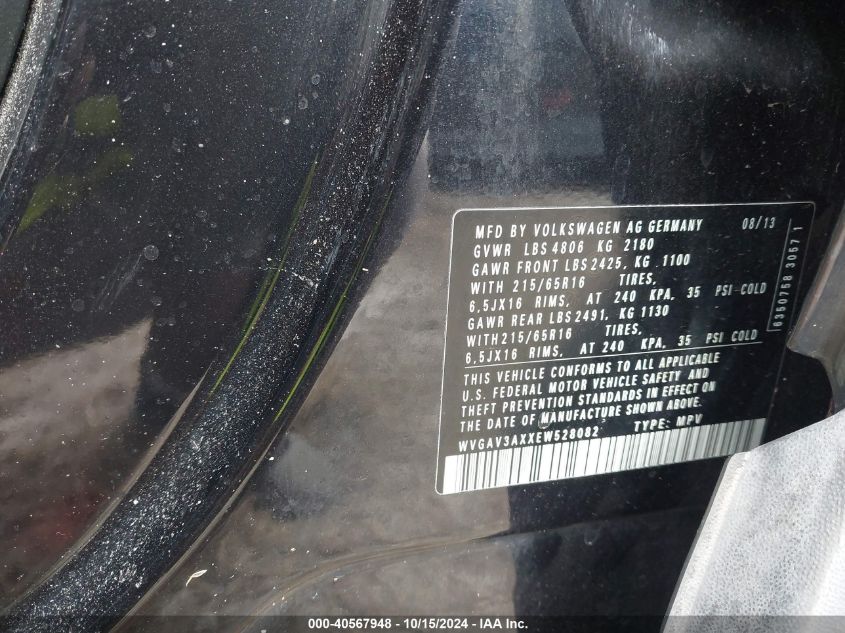 MFD BY VOLKSWAGEN AG GERMANY 08/13
GVWR LBS 4806 KG 2180
GAWR FRONT LBS 2425, KG 1100
WITH 215/65R16 TIRES,
6,5JX16 RIMS, AT 240 KPA, 35 PSI-COLD
GAWR REAR LBS 2491, KG 1130
WITH 215/65R16 TIRES,
6,5JX16 RIMS, AT 240 KPA, 35 PSI COLD
THIS VEHICLE CONFORMS TO ALL APPLICABLE
U.S. FEDERAL MOTOR VEHICLE SAFETY AND
THEFT PREVENTION STANDARDS IN EFFECT ON
THE DATE OF MANUFACTURE SHOWN ABOVE.
WVGAV3AXXEW528082 TYPE: MPV
6350758 30571
000-40567948 - 10/15/2024 - IAA Inc.